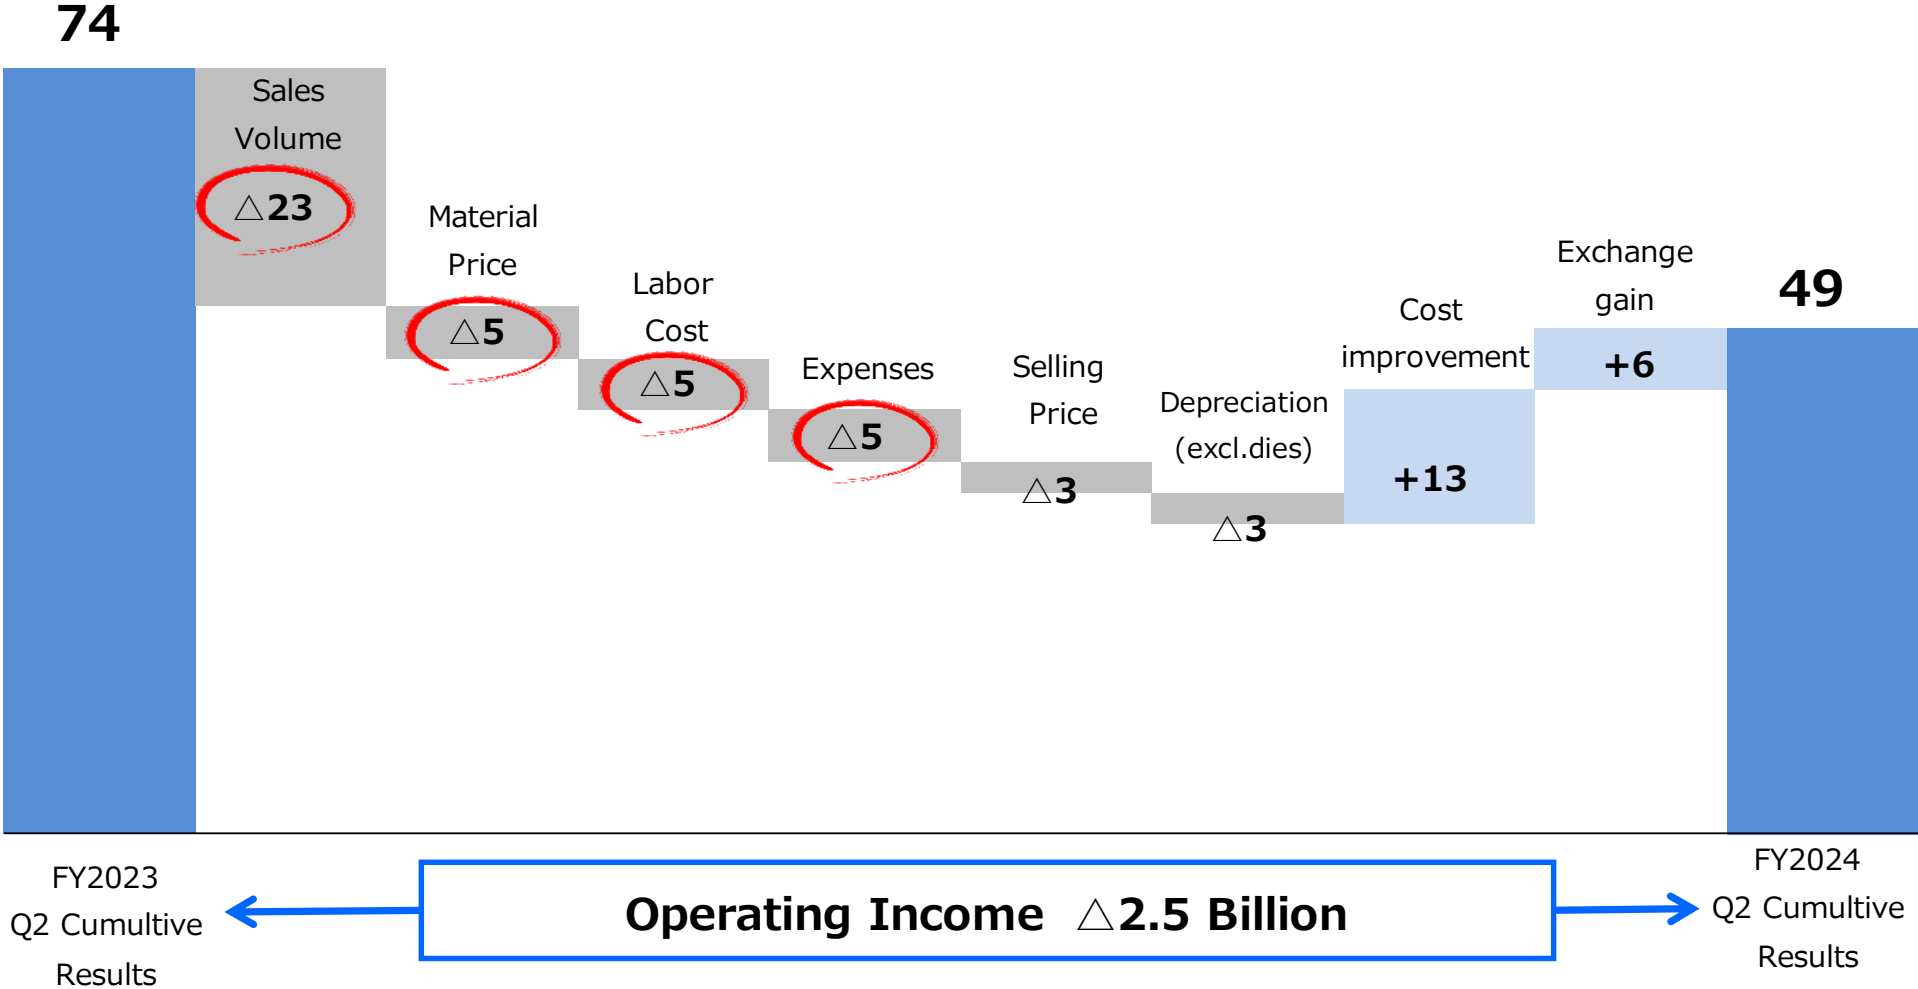 74
Sales
Volume
△23
Material
Price
△5
Labor
Cost
△5
Expenses
△5
Selling
Price
△3
Depreciation
(excl.dies)
△3
Cost
improvement
+13
Exchange
gain
+6
49
FY2023
Q2 Cumultive
Results
Operating Income △2.5 Billion
FY2024
Q2 Cumultive
Results